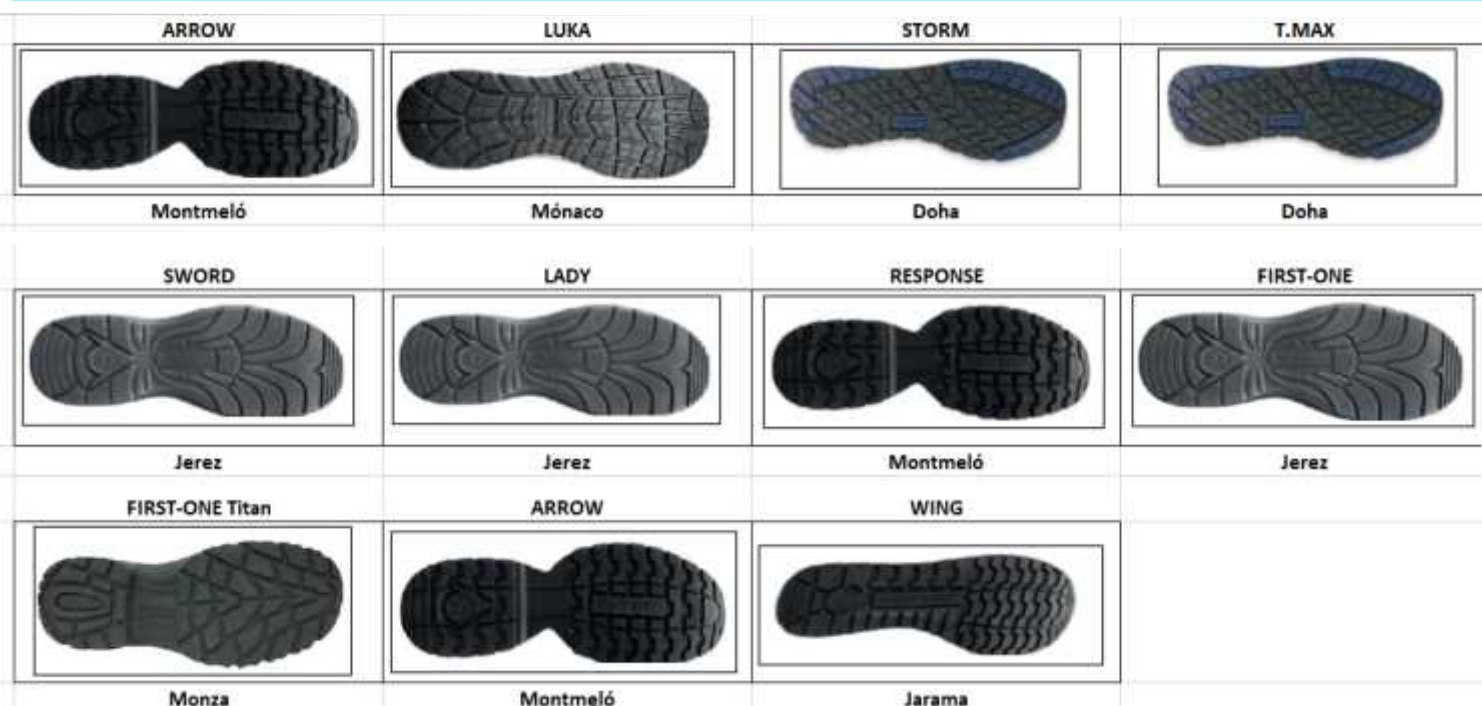 ARROW LUKA STORM T.MAX
Montmeló Mónaco Doha Doha
SWORD LADY RESPONSE FIRST-ONE
Jerez Jerez Montmeló Jerez
FIRST-ONE Titan ARROW WING
Monza Montmeló Jarama